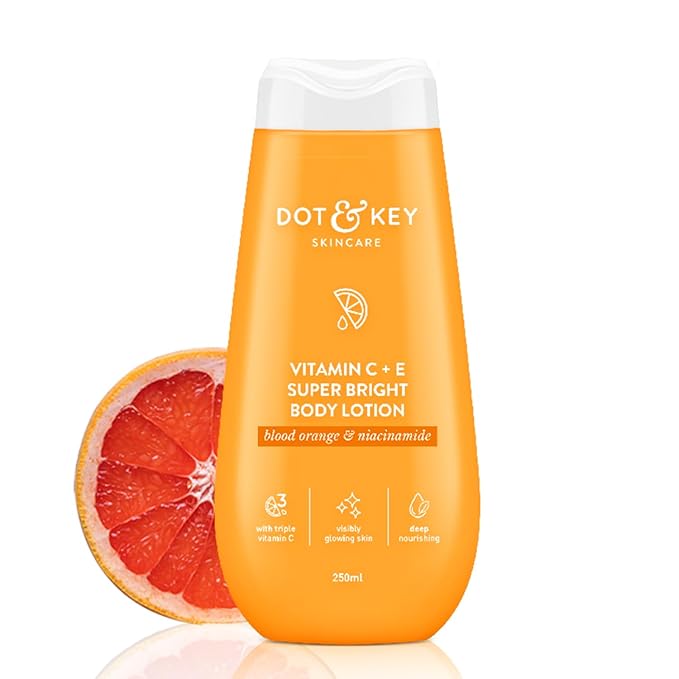 DOT & KEY
SKINCARE
VITAMIN C + E
SUPER BRIGHT
BODY LOTION
blood orange & niacinamide
3
with triple
vitamin C
visibly
glowing skin
deep
nourishing
250ml